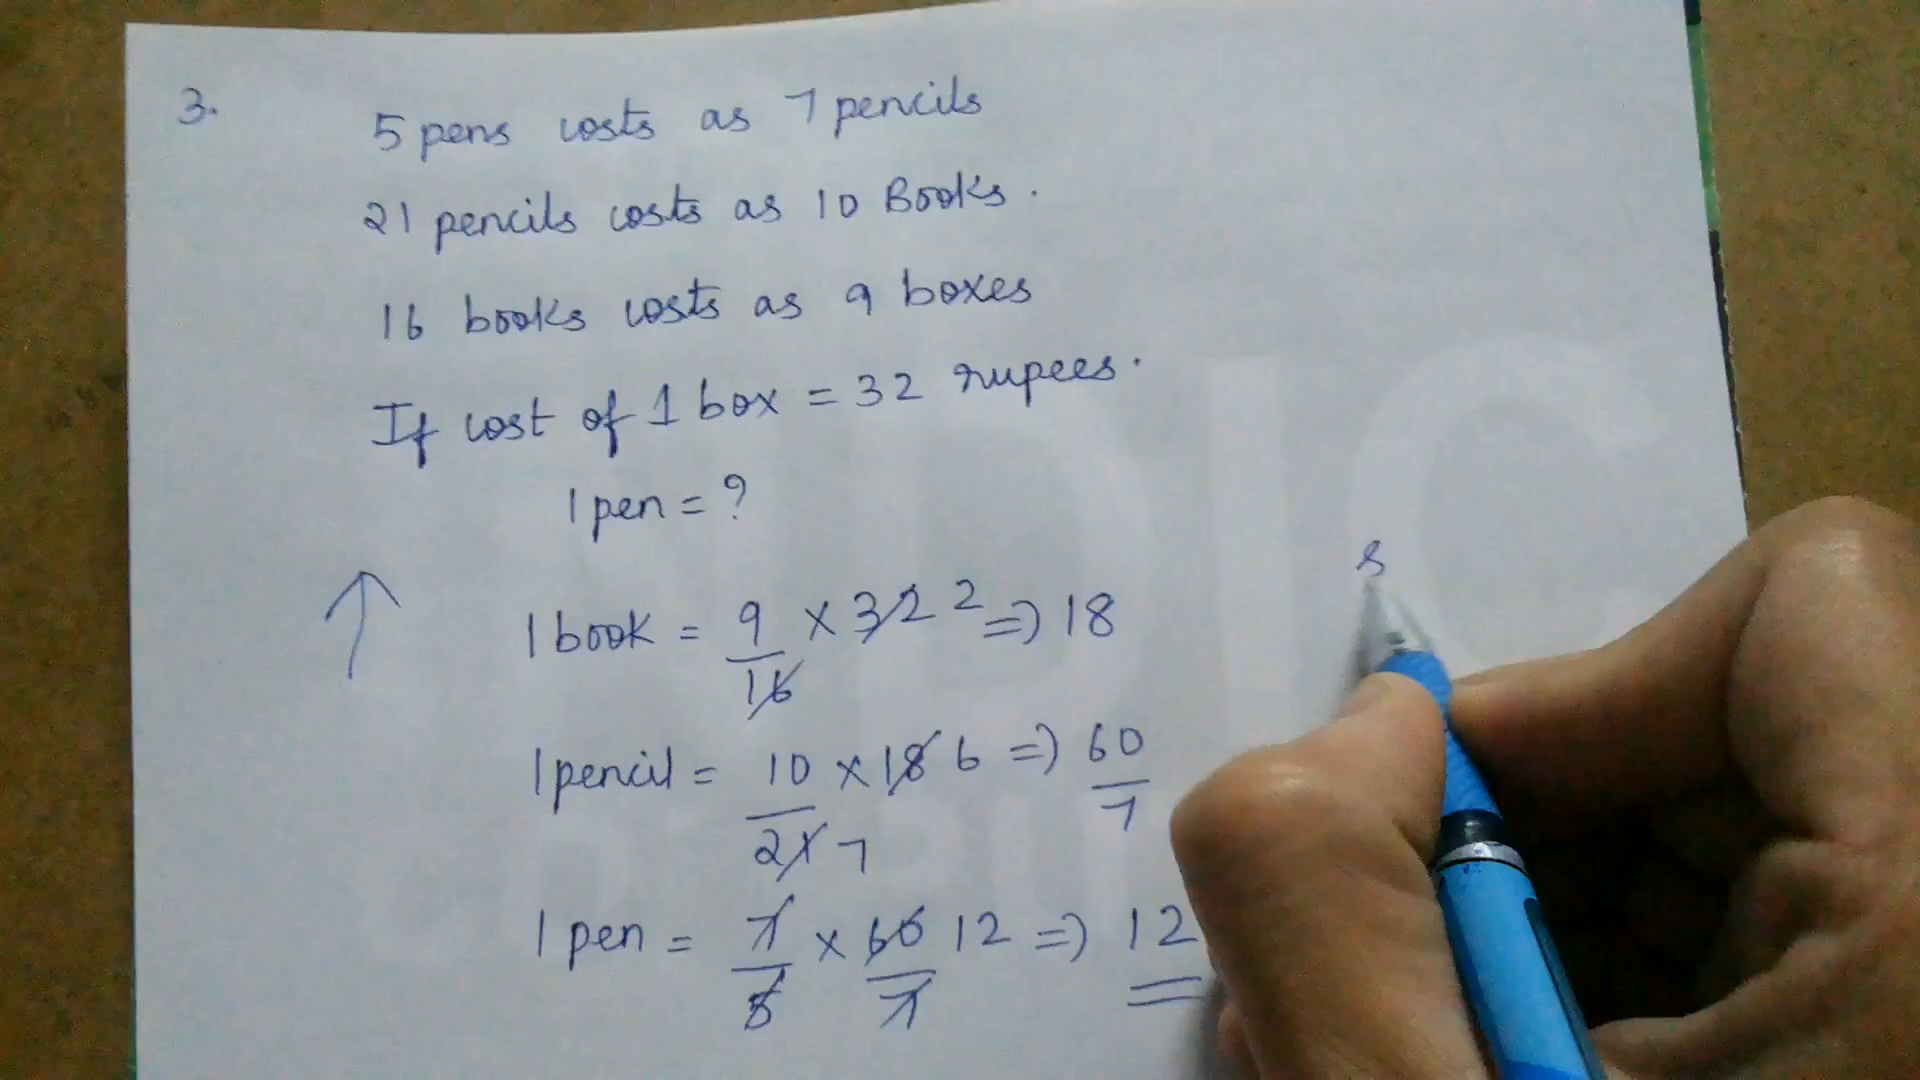 3.
5 pens costs as 7 pencils
21 pencils costs as 10 Books.
16 books costs as 9 boxes
If cost of 1 box = 32 rupees.
1 pen = ?
1 book = 9/16 × 32 2 => 18
1 pencil = 10/21 7 × 18 6 => 60/7
1 pen = 7/5 × 60/7 12 => 12